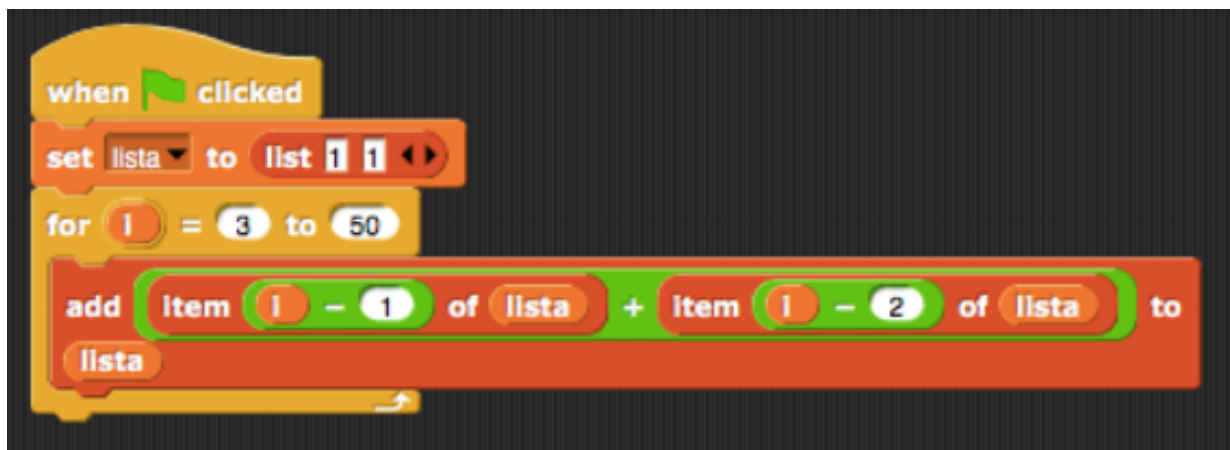 when clicked
set lista to list 1 1
for i = 3 to 50
add item i - 1 of lista + item i - 2 of lista to
lista